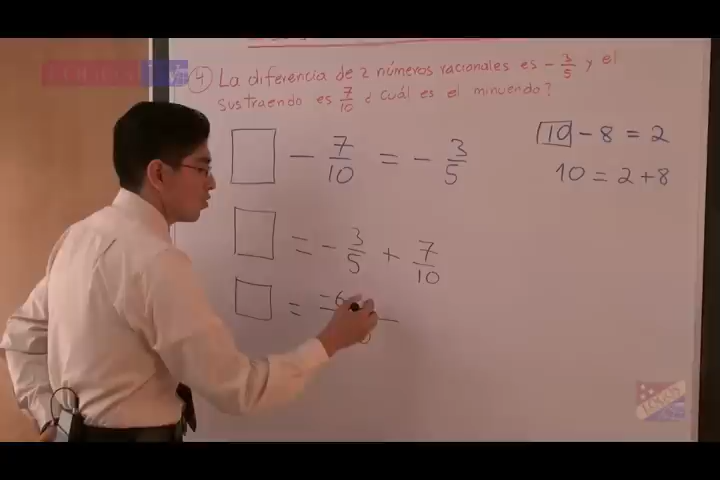 4 La diferencia de 2 números racionales es - 3/5 y el
sustraendo es 7/10 ¿cuál es el minuendo?
□ - 7/10 = - 3/5
10 - 8 = 2
10 = 2 + 8
□ = - 3/5 + 7/10
□ = -6
LOGOS